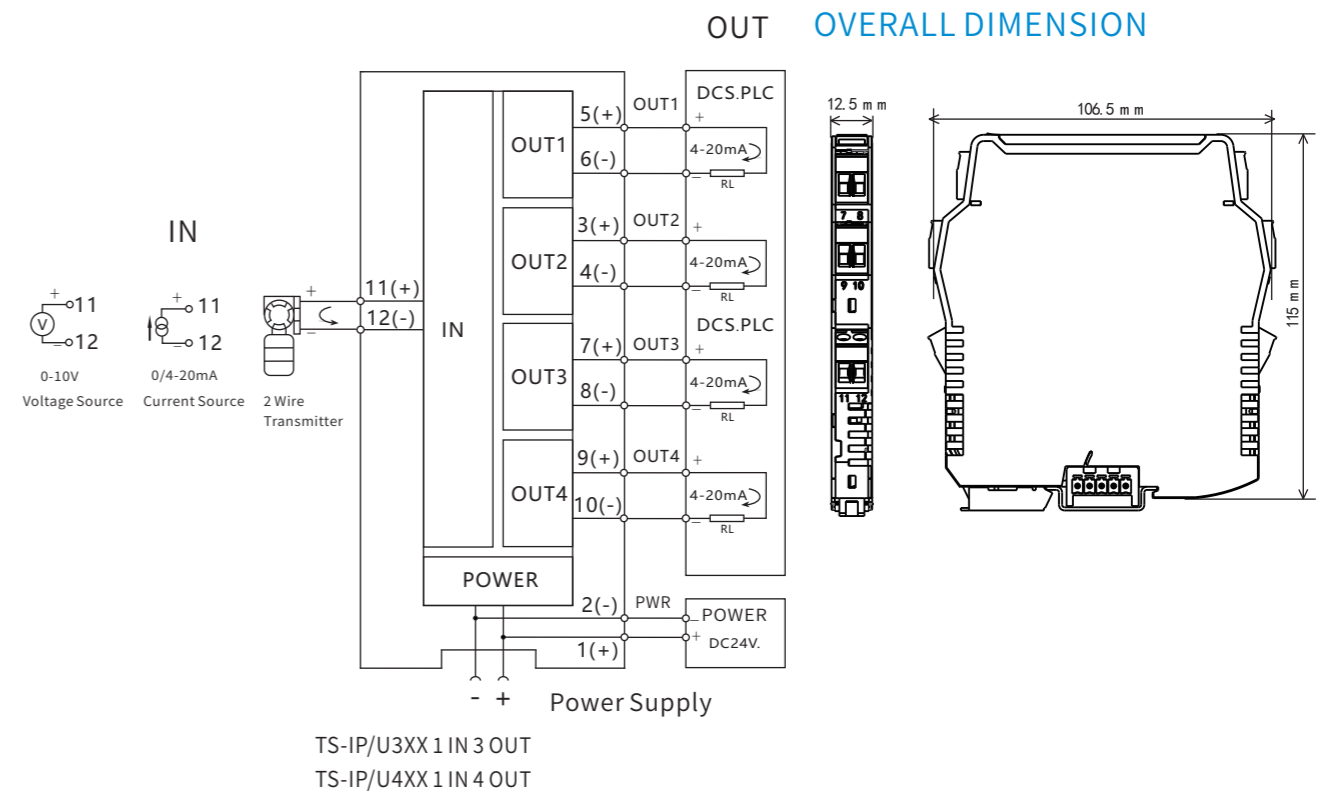 OUT
OVERALL DIMENSION
IN
+
11
V
12
0-10V
Voltage Source
+
11
12
0/4-20mA
Current Source
+
2 Wire
Transmitter
11(+)
12(-)
IN
OUT1
OUT2
OUT3
OUT4
POWER
5(+)
6(-)
3(+)
4(-)
7(+)
8(-)
9(+)
10(-)
2(-)
1(+)
OUT1
OUT2
OUT3
OUT4
PWR
DCS.PLC
+
4-20mA
RL
+
4-20mA
RL
DCS.PLC
+
4-20mA
RL
+
4-20mA
RL
POWER
+
DC24V.
- +
Power Supply
TS-IP/U3XX 1 IN 3 OUT
TS-IP/U4XX 1 IN 4 OUT
12.5 mm
7 8
9 10
11 12
106.5 mm
115 mm